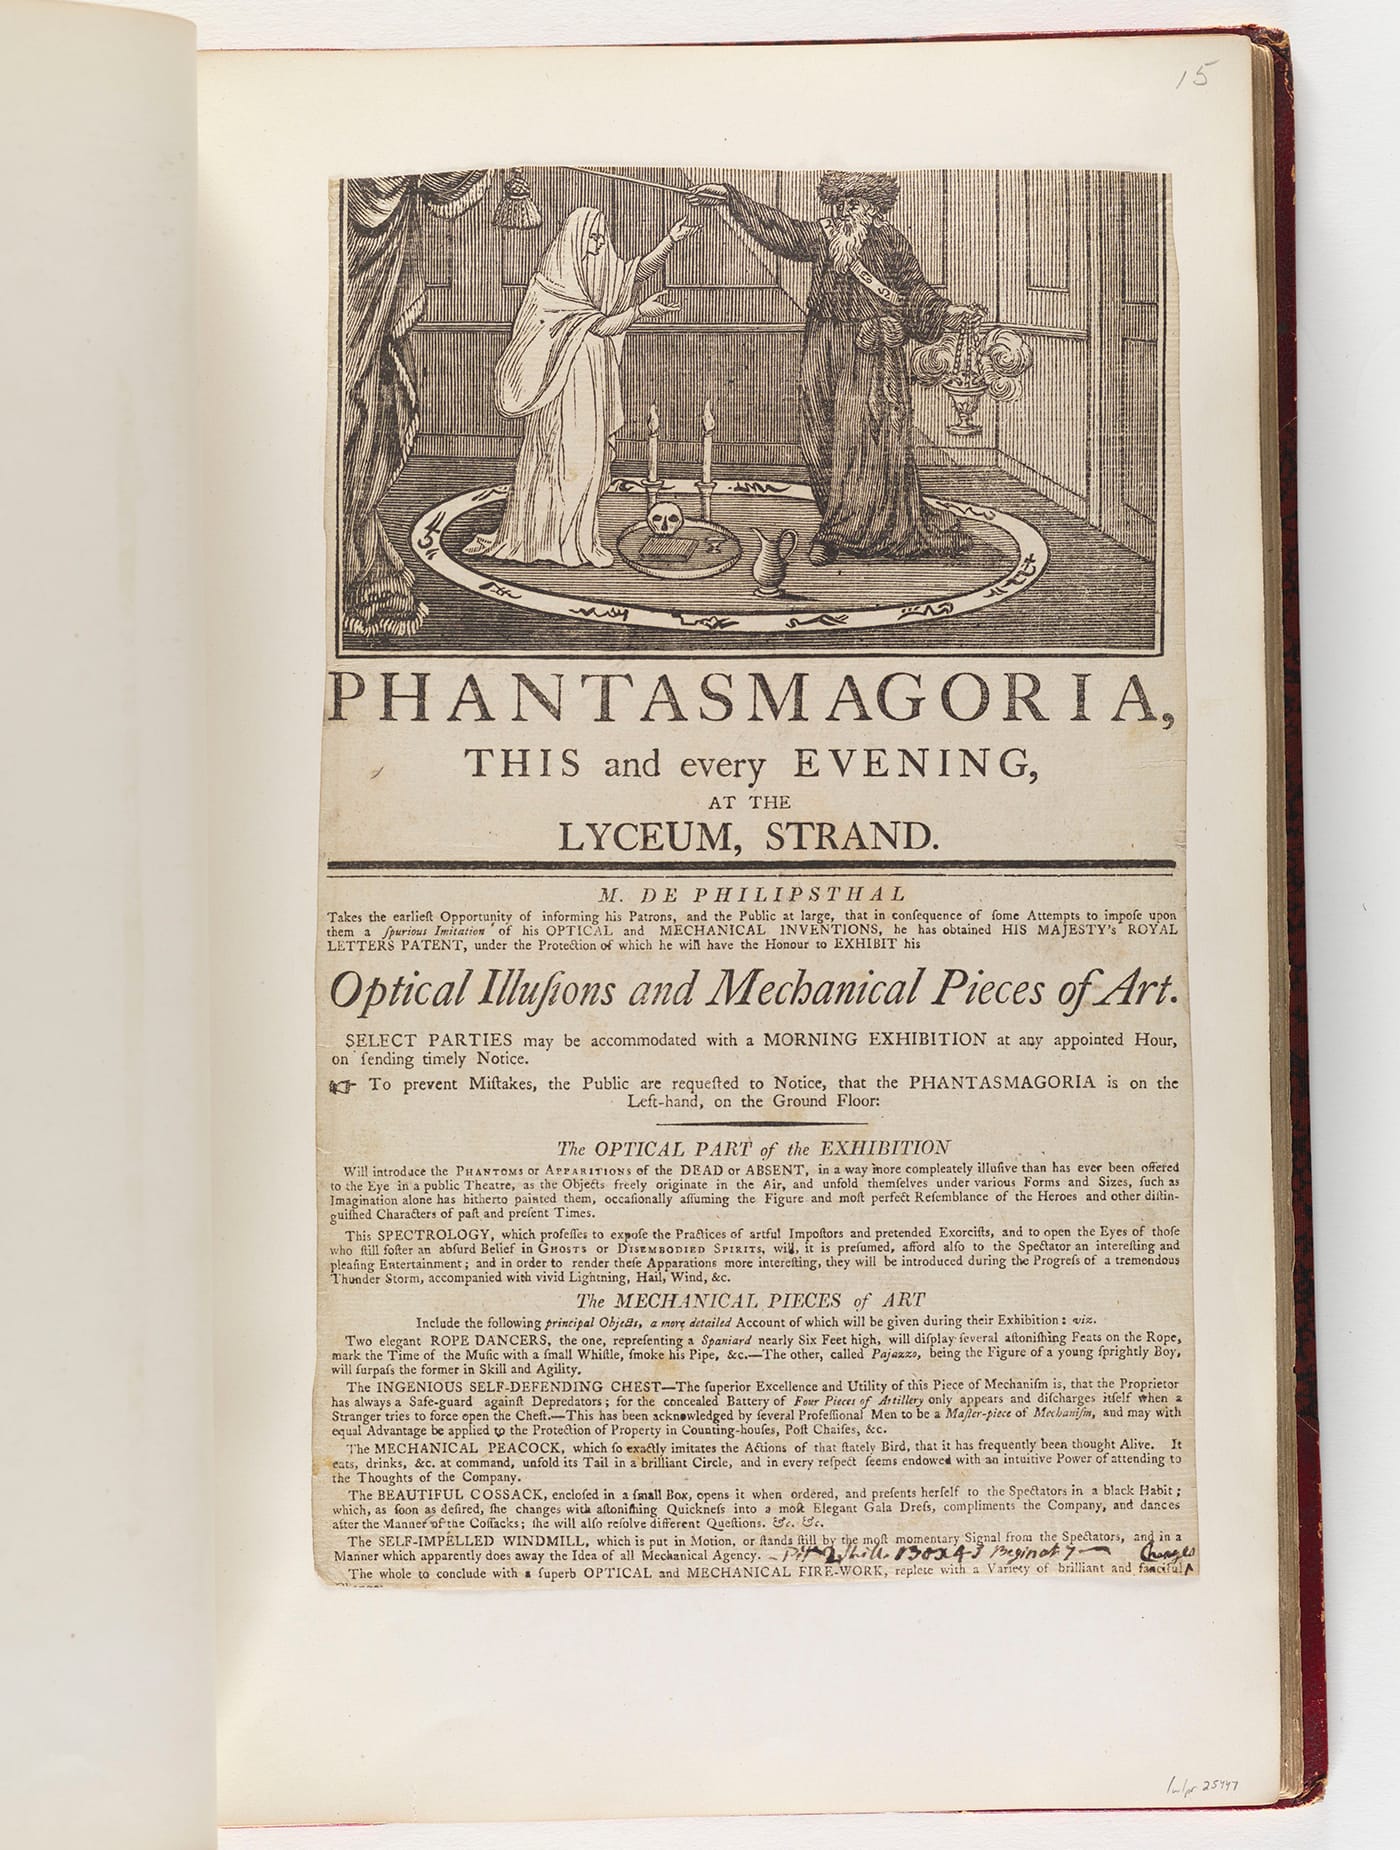 15
PHANTASMAGORIA,
THIS and every EVENING,
AT THE
LYCEUM, STRAND.
M. DE PHILIPSTHAL
Takes the earlieſt Opportunity of informing his Patrons, and the Public at large, that in conſequence of ſome Attempts to impoſe upon
them a ſpurious Imitation of his OPTICAL and MECHANICAL INVENTIONS, he has obtained HIS MAJESTY's ROYAL
LETTERS PATENT, under the Protection of which he will have the Honour to EXHIBIT his
Optical Illuſions and Mechanical Pieces of Art.
SELECT PARTIES may be accommodated with a MORNING EXHIBITION at any appointed Hour,
on ſending timely Notice.
☞ To prevent Miſtakes, the Public are requeſted to Notice, that the PHANTASMAGORIA is on the
Left-hand, on the Ground Floor:
The OPTICAL PART of the EXHIBITION
Will introduce the PHANTOMS or APPARITIONS of the DEAD or ABSENT, in a way more compleately illuſive than has ever been offered
to the Eye in a public Theatre, as the Objects freely originate in the Air, and unfold themſelves under various Forms and Sizes, ſuch as
Imagination alone has hitherto painted them, occaſionally aſſuming the Figure and moſt perfect Reſemblance of the Heroes and other diſtin-
guiſhed Characters of paſt and preſent Times.
This SPECTROLOGY, which profeſſes to expoſe the Practices of artful Impoſtors and pretended Exorciſts, and to open the Eyes of thoſe
who ſtill foſter an abſurd Belief in GHOSTS or DISEMBODIED SPIRITS, will, it is preſumed, afford alſo to the Spectator an intereſting and
pleaſing Entertainment; and in order to render theſe Apparations more intereſting, they will be introduced during the Progreſs of a tremendous
Thunder Storm, accompanied with vivid Lightning, Hail, Wind, &c.
The MECHANICAL PIECES of ART
Include the following principal Objects, a more detailed Account of which will be given during their Exhibition: viz.
Two elegant ROPE DANCERS, the one, repreſenting a Spaniard nearly Six Feet high, will diſplay ſeveral aſtoniſhing Feats on the Rope,
mark the Time of the Muſic with a ſmall Whiſtle, ſmoke his Pipe, &c.—The other, called Pajazzo, being the Figure of a young ſprightly Boy,
will ſurpaſs the former in Skill and Agility.
The INGENIOUS SELF-DEFENDING CHEST—The ſuperior Excellence and Utility of this Piece of Mechaniſm is, that the Proprietor
has always a Safe-guard againſt Depredators; for the concealed Battery of Four Pieces of Artillery only appears and diſcharges itſelf when a
Stranger tries to force open the Cheſt.—This has been acknowledged by ſeveral Profeſſional Men to be a Maſter-piece of Mechaniſm, and may with
equal Advantage be applied to the Protection of Property in Counting-houſes, Poſt Chaiſes, &c.
The MECHANICAL PEACOCK, which ſo exactly imitates the Actions of that ſtately Bird, that it has frequently been thought Alive. It
eats, drinks, &c. at command, unfold its Tail in a brilliant Circle, and in every reſpect ſeems endowed with an intuitive Power of attending to
the Thoughts of the Company.
The BEAUTIFUL COSSACK, encloſed in a ſmall Box, opens it when ordered, and preſents herſelf to the Spectators in a black Habit;
which, as ſoon as deſired, ſhe changes with aſtoniſhing Quickneſs into a moſt Elegant Gala Dreſs, compliments the Company, and dances
after the Manner of the Coſſacks; ſhe will alſo reſolve different Queſtions. &c. &c.
The SELF-IMPELLED WINDMILL, which is put in Motion, or ſtands ſtill by the moſt momentary Signal from the Spectators, and in a
Manner which apparently does away the Idea of all Mechanical Agency. Pitt 2 Shill. Box 4-s Begin at 7 Changes
The whole to conclude with a ſuperb OPTICAL and MECHANICAL FIRE-WORK, replete with a Variety of brilliant and fanciful
lwlpr 25447